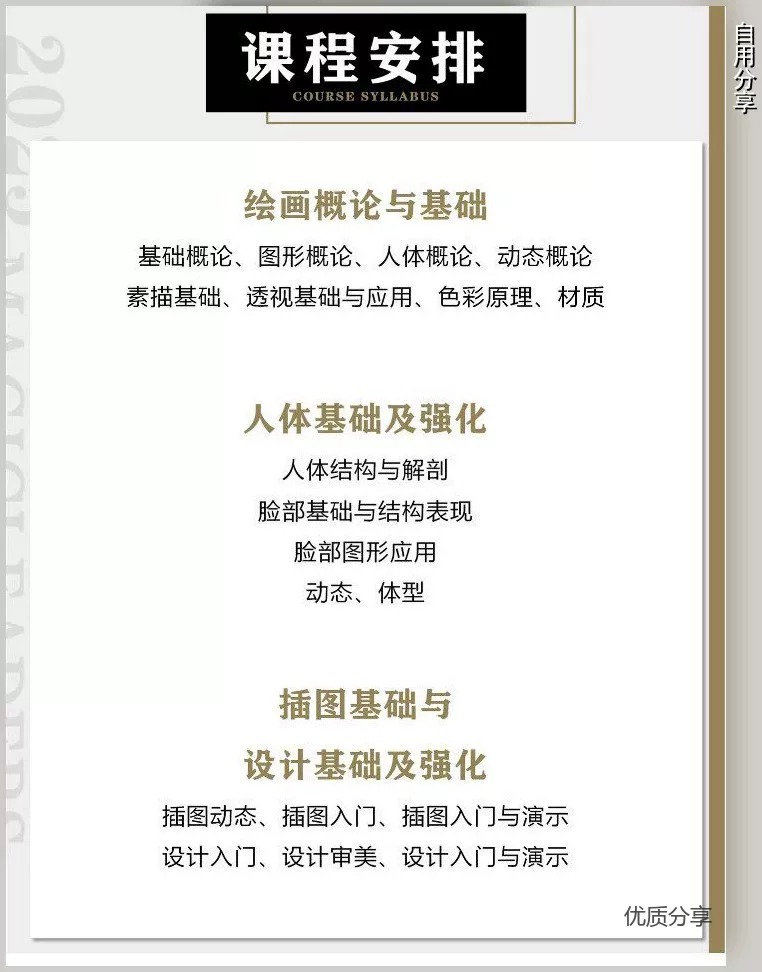 课程安排
COURSE SYLLABUS
自用分享
绘画概论与基础
基础概论、图形概论、人体概论、动态概论
素描基础、透视基础与应用、色彩原理、材质
人体基础及强化
人体结构与解剖
脸部基础与结构表现
脸部图形应用
动态、体型
插图基础与
设计基础及强化
插图动态、插图入门、插图入门与演示
设计入门、设计审美、设计入门与演示
优质分享